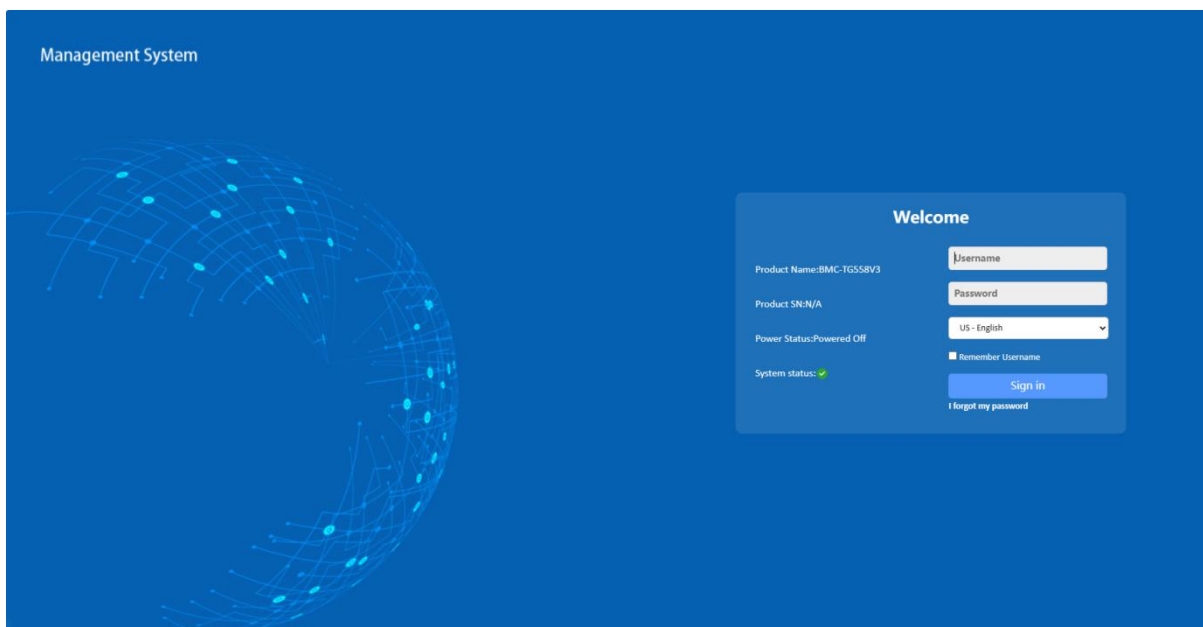 Management System
Welcome
Product Name:BMC-TGS58V3
Product SN:N/A
Power Status:Powered Off
System status:
Username
Password
US - English
Remember Username
Sign in
I forgot my password